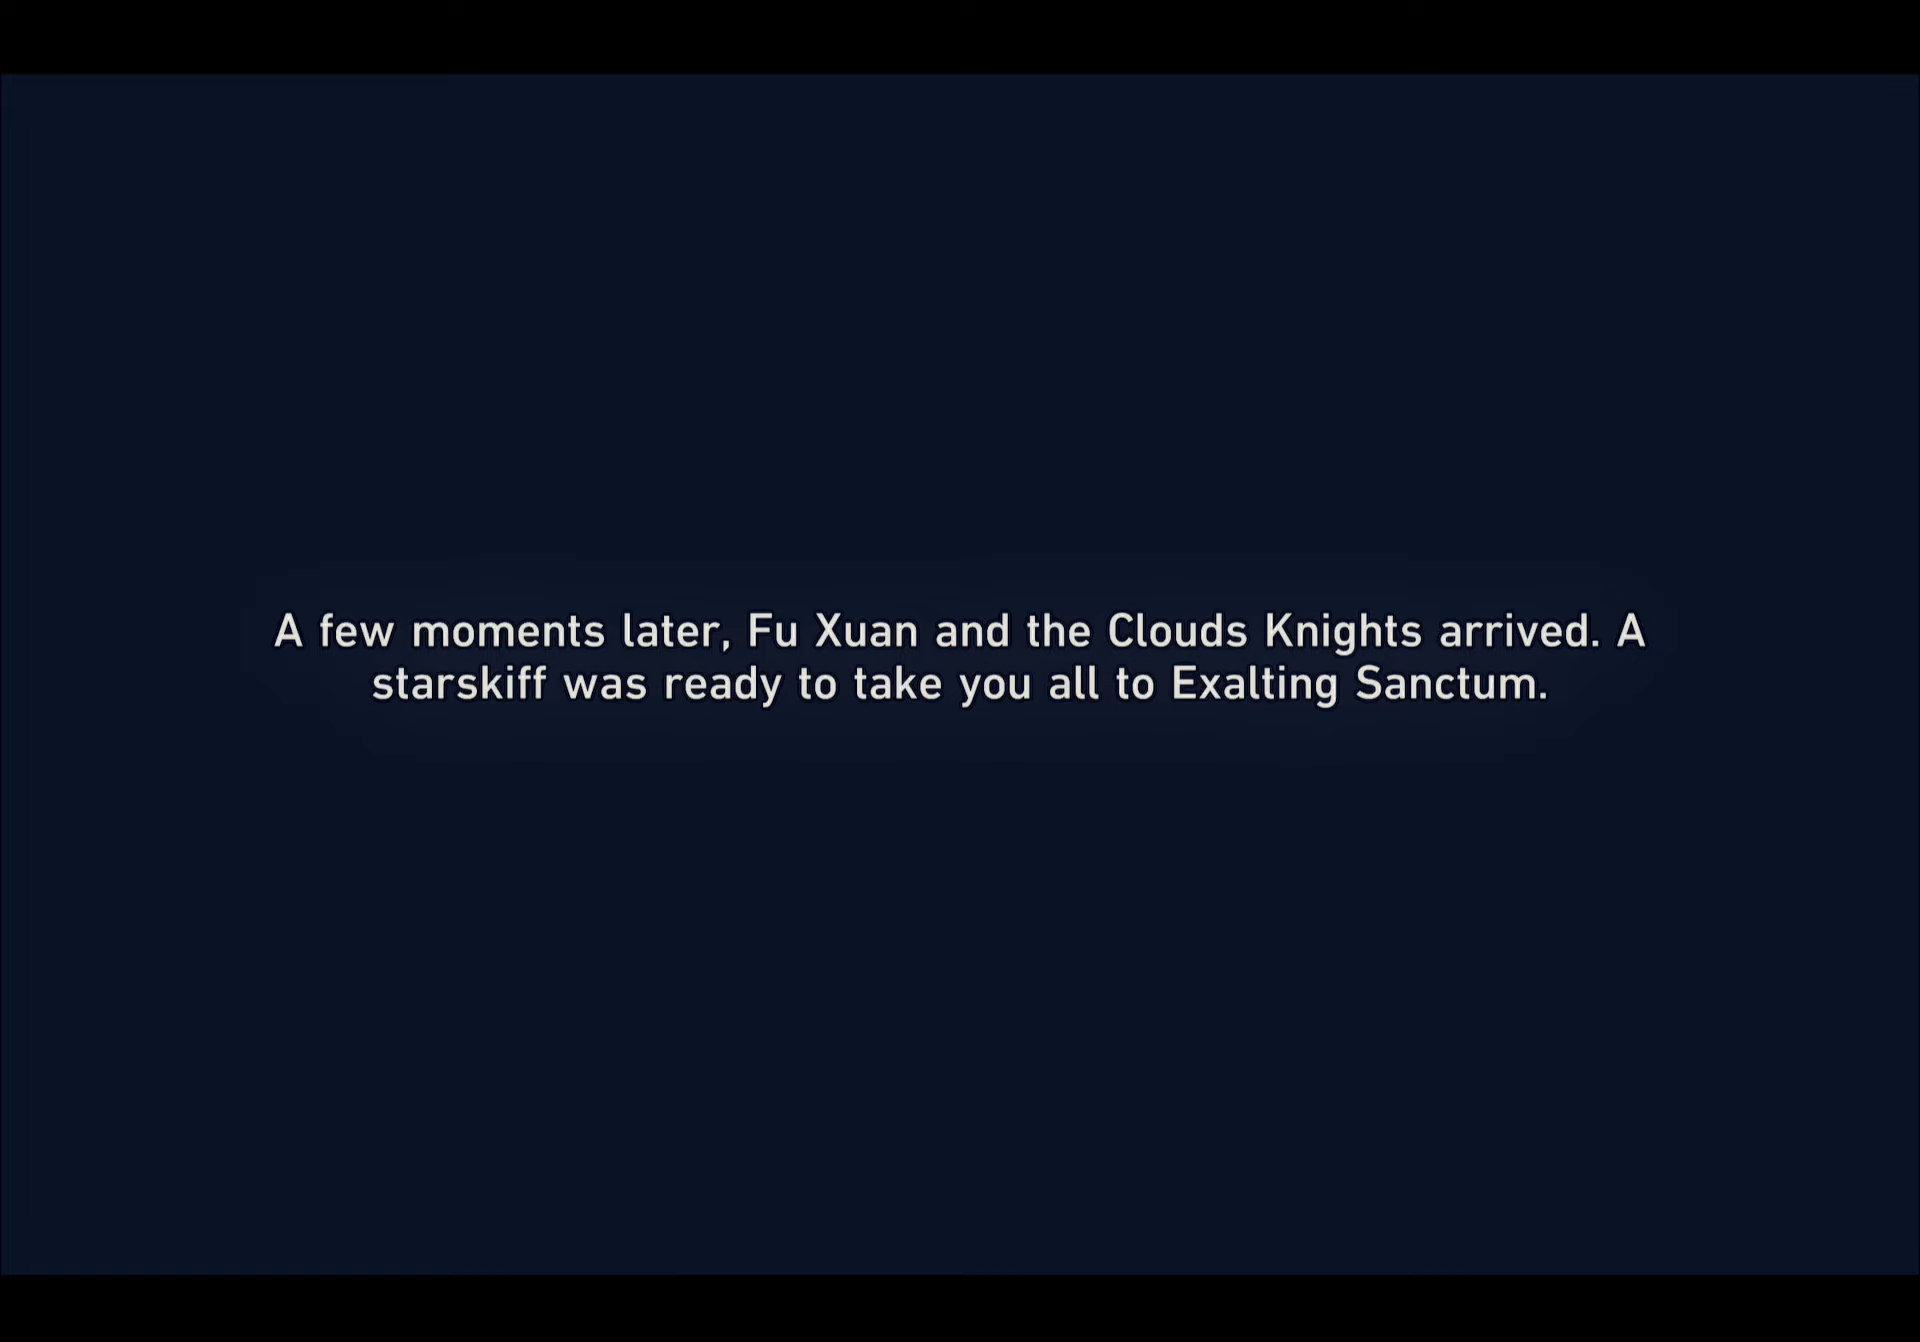 A few moments later, Fu Xuan and the Clouds Knights arrived. A
starskiff was ready to take you all to Exalting Sanctum.